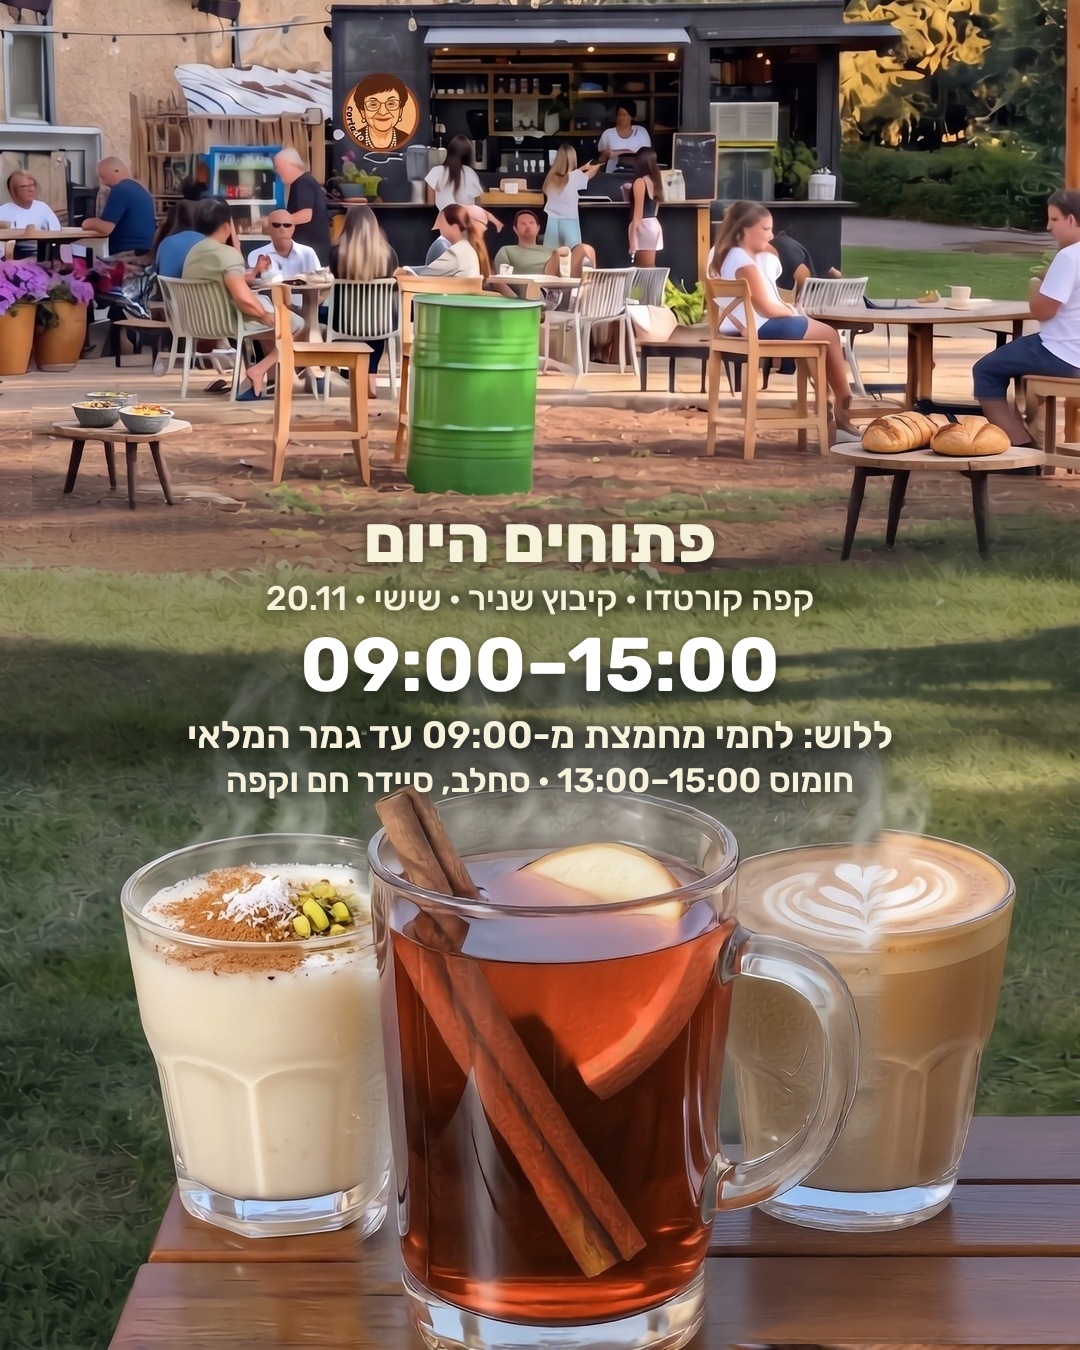 cortado
פתוחים היום
קפה קורטדו • קיבוץ שניר • שישי • 20.11
09:00–15:00
ללוש: לחמי מחמצת מ-09:00 עד גמר המלאי
חומוס 13:00–15:00 • סחלב, סיידר חם וקפה